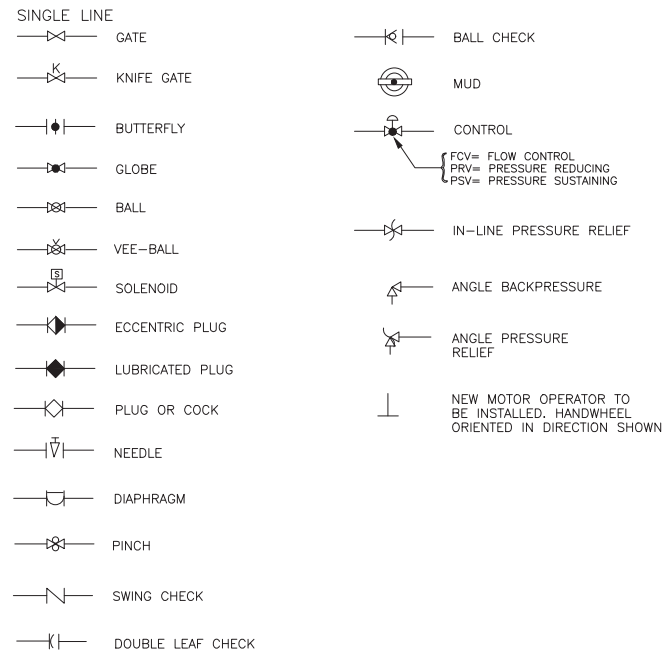 SINGLE LINE
GATE
K
KNIFE GATE
BUTTERFLY
GLOBE
BALL
VEE-BALL
S
SOLENOID
ECCENTRIC PLUG
LUBRICATED PLUG
PLUG OR COCK
NEEDLE
DIAPHRAGM
PINCH
SWING CHECK
DOUBLE LEAF CHECK
BALL CHECK
MUD
CONTROL
FCV= FLOW CONTROL
PRV= PRESSURE REDUCING
PSV= PRESSURE SUSTAINING
IN-LINE PRESSURE RELIEF
ANGLE BACKPRESSURE
ANGLE PRESSURE
RELIEF
NEW MOTOR OPERATOR TO
BE INSTALLED. HANDWHEEL
ORIENTED IN DIRECTION SHOWN